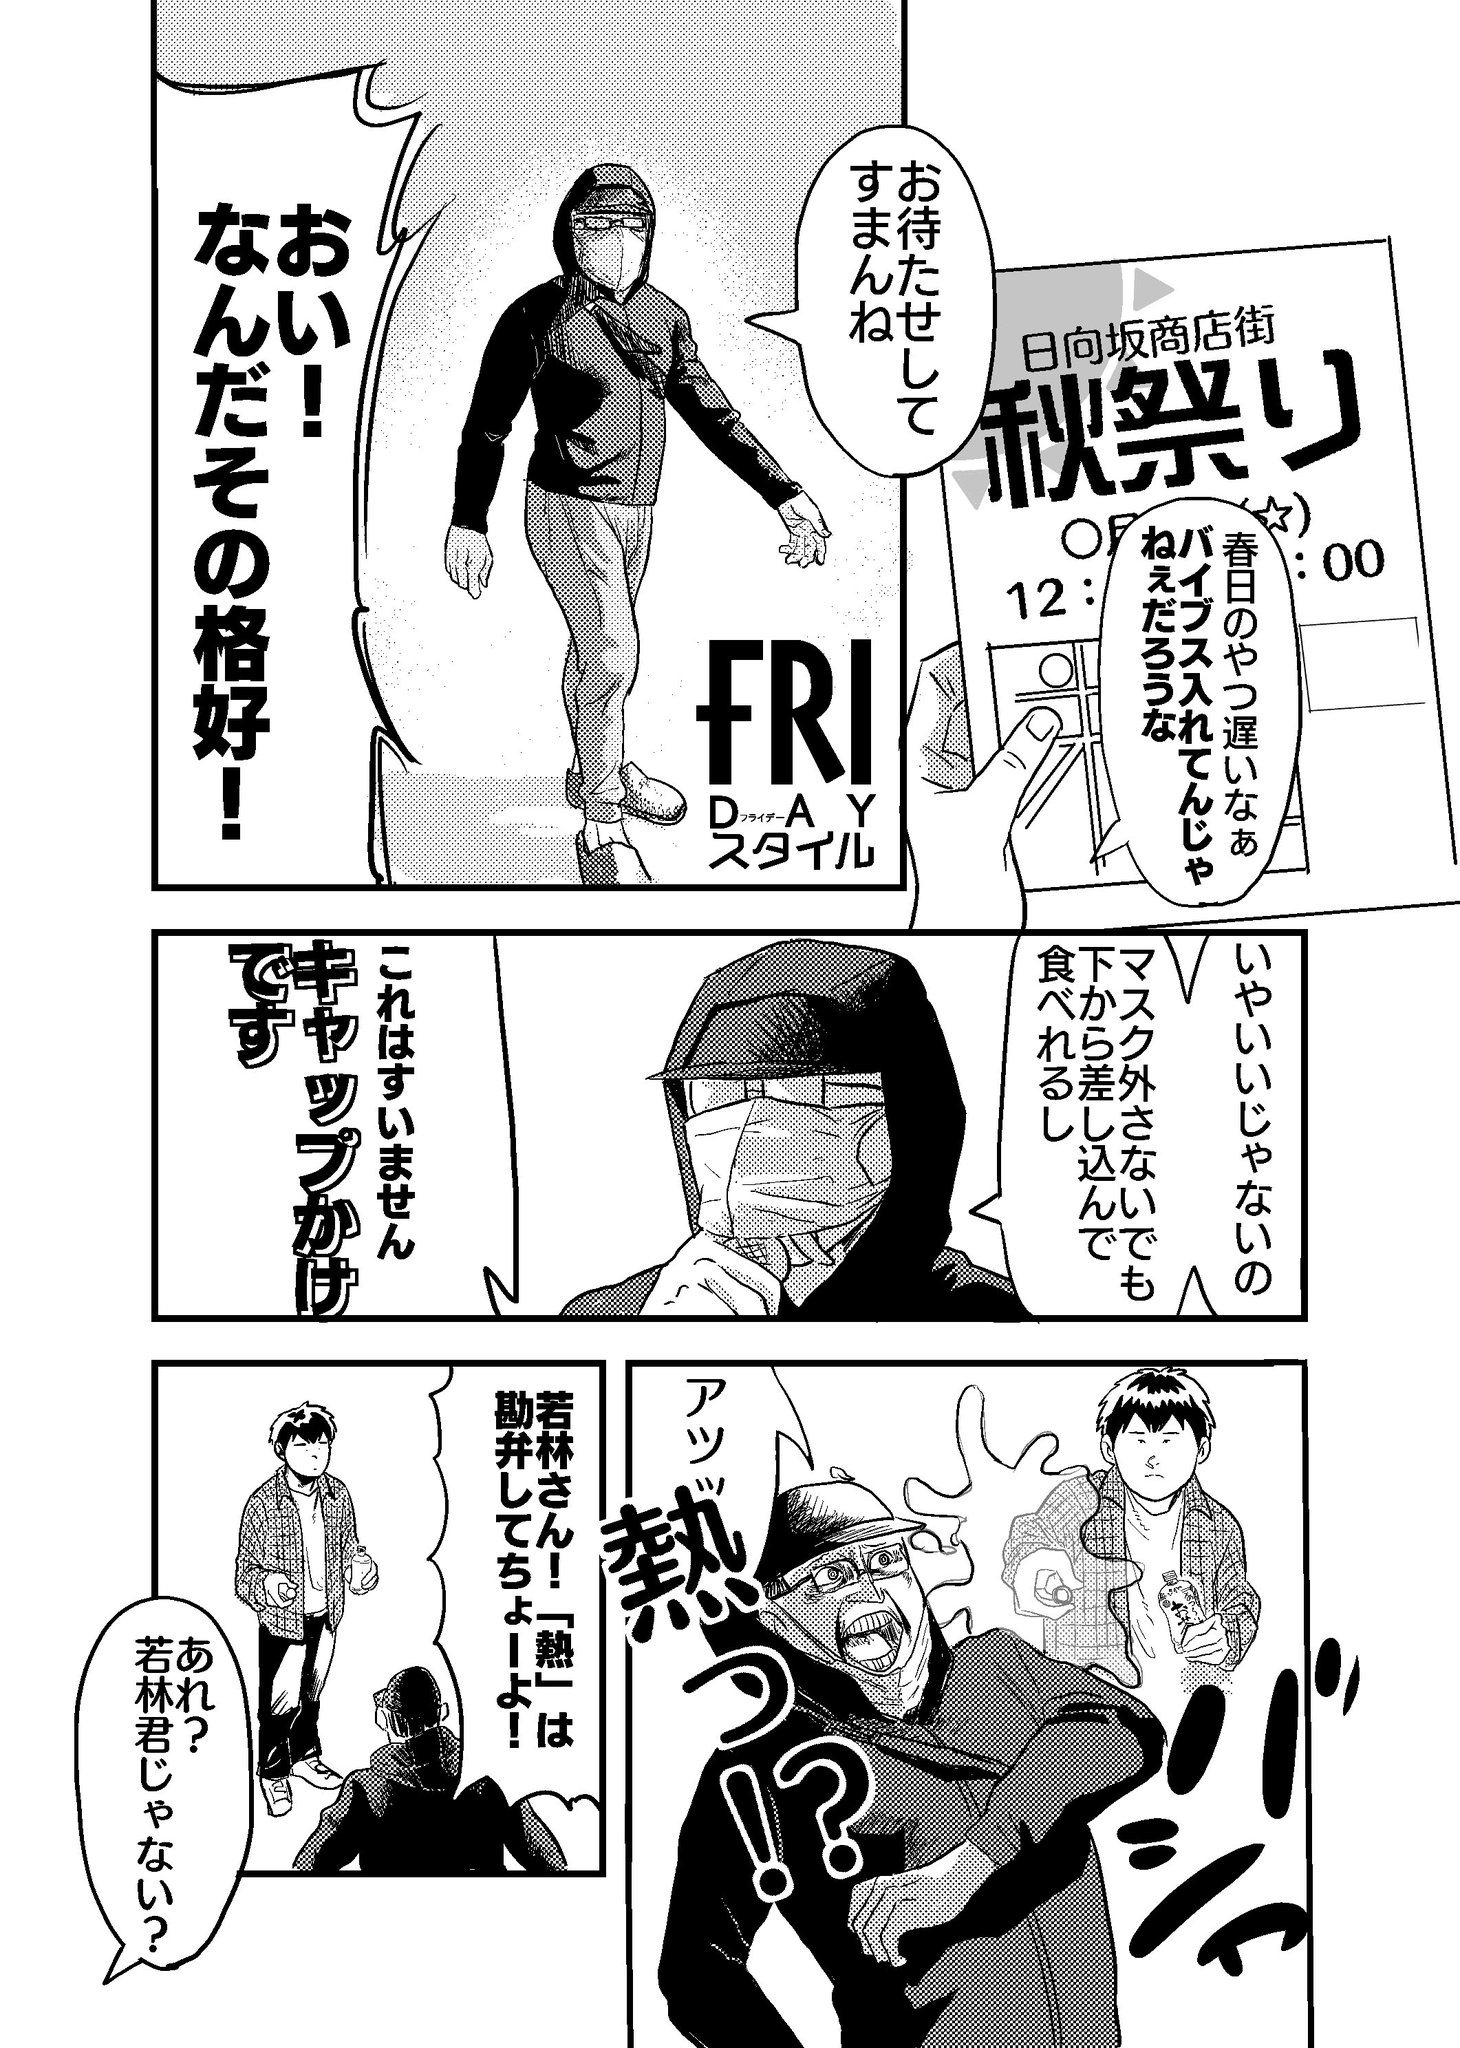 日向坂商店街
秋祭り
○月
(☆)
12:
:00
春日のやつ遅いなぁ
バイブス入れてんじゃ
ねぇだろうな
お待たせして
すまんね
FRI
DAY
フライデー
スタイル
おい!
なんだその格好!
いやいいじゃないの
マスク外さないでも
下から差し込んで
食べれるし
これはすいません
キャップかけ
です
バシャッ
アッッ
熱っ!?
若林さん!「熱」は
勘弁してちょーよ!
あれ?
若林君じゃない?